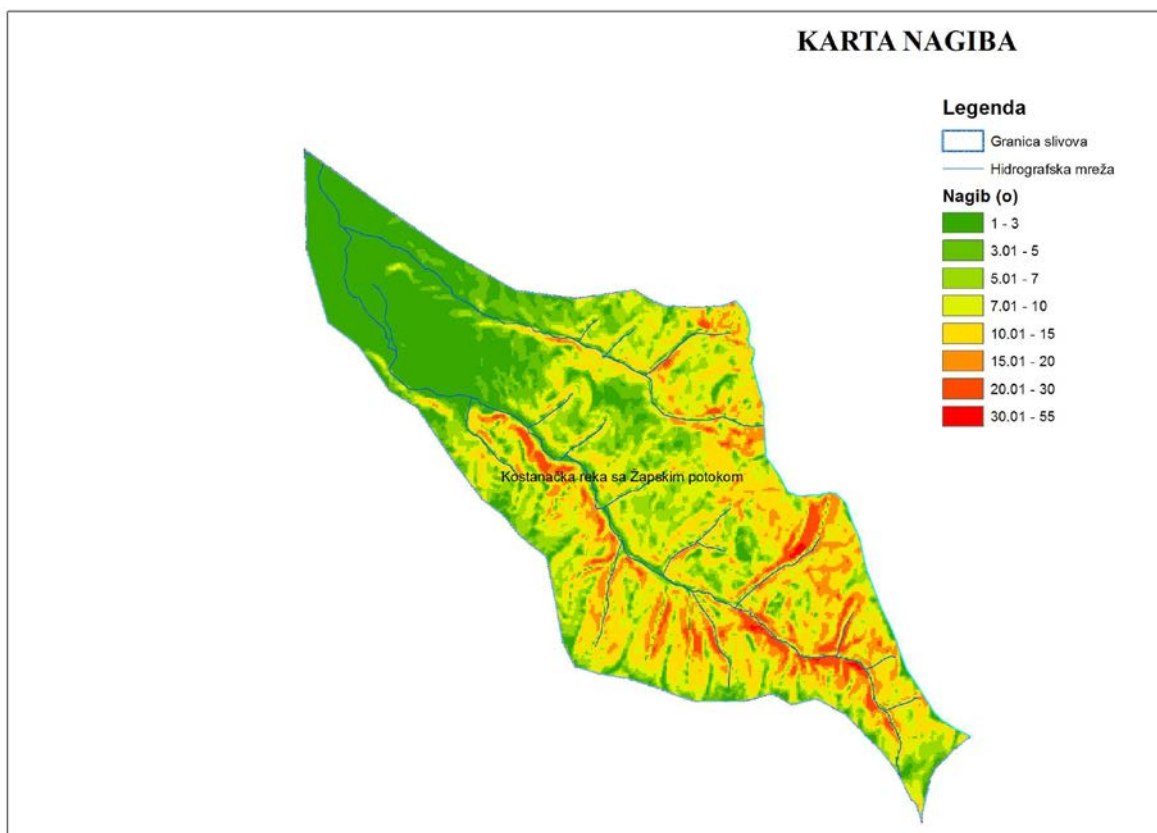 KARTA NAGIBA
Legenda
Granica slivova
Hidrografska mreža
Nagib (o)
1 - 3
3.01 - 5
5.01 - 7
7.01 - 10
10.01 - 15
15.01 - 20
20.01 - 30
30.01 - 55
Kostanačka reka sa Žapskim potokom